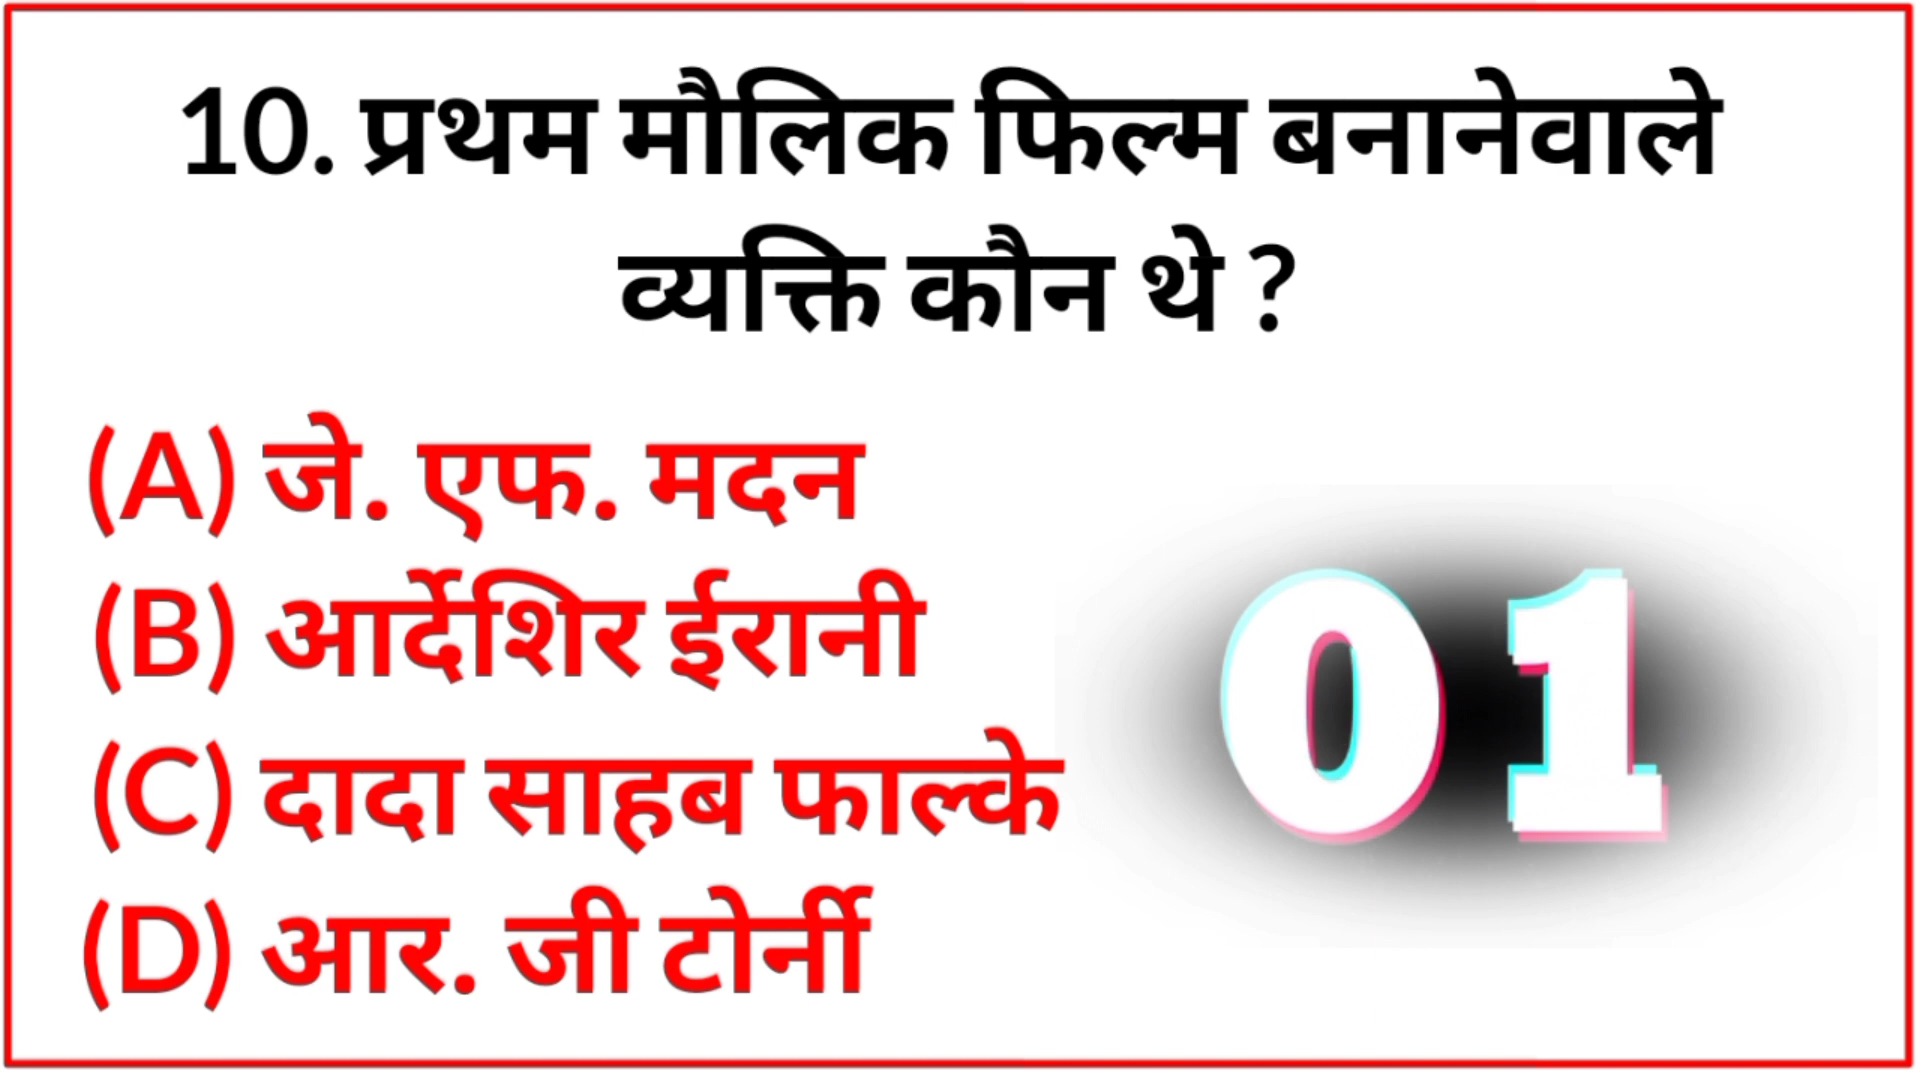 10. प्रथम मौलिक फिल्म बनानेवाले
व्यक्ति कौन थे ?
(A) जे. एफ. मदन
(B) आर्देशिर ईरानी
(C) दादा साहब फाल्के
(D) आर. जी टोर्नी
01